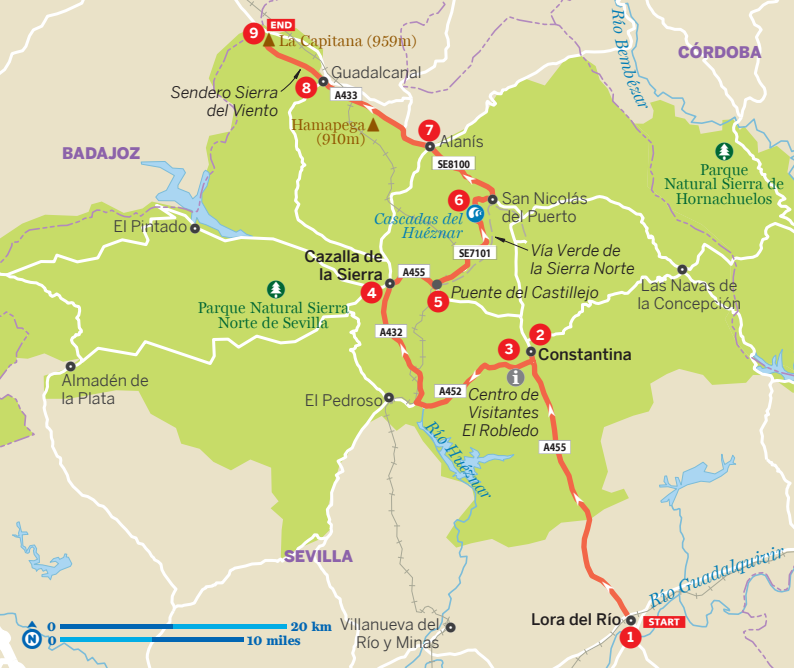 9
END
La Capitana (959m)
Río Bembézar
CÓRDOBA
Sendero Sierra
del Viento
8
Guadalcanal
A433
Hamapega
(910m)
7
Alanís
SE8100
BADAJOZ
Parque
Natural Sierra de
Hornachuelos
6
San Nicolás
del Puerto
Cascadas del
Huéznar
El Pintado
Vía Verde de
la Sierra Norte
SE7101
Cazalla de
la Sierra
A455
4
5
Puente del Castillejo
Las Navas de
la Concepción
Parque Natural Sierra
Norte de Sevilla
A432
3
2
Constantina
i
Almadén de
la Plata
El Pedroso
A452
Centro de
Visitantes
El Robledo
Río Huéznar
A455
SEVILLA
Río Guadalquivir
Lora del Río
START
1
Villanueva del
Río y Minas
N
0
20 km
0
10 miles